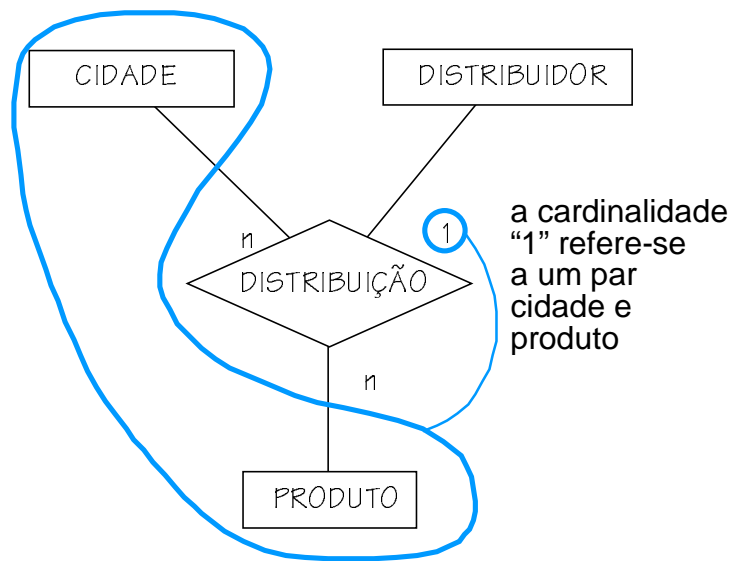 CIDADE
DISTRIBUIDOR
n
1
DISTRIBUIÇÃO
n
PRODUTO
a cardinalidade
“1” refere-se
a um par
cidade e
produto